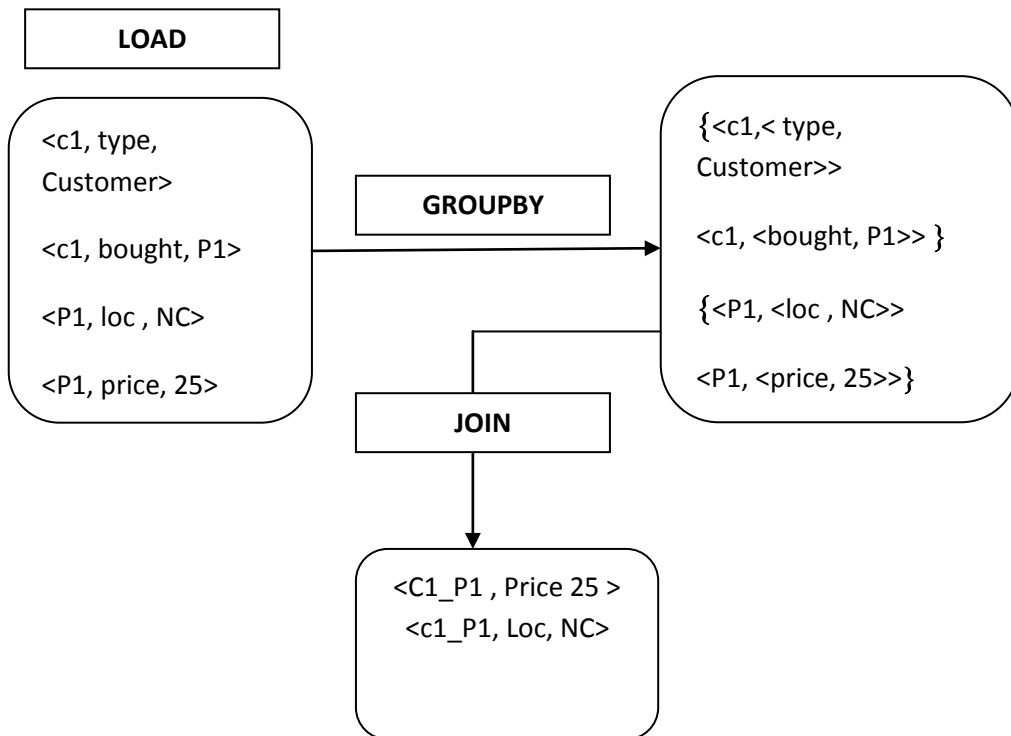 LOAD
<c1, type,
Customer>
<c1, bought, P1>
<P1, loc , NC>
<P1, price, 25>
GROUPBY
{<c1,< type,
Customer>>
<c1, <bought, P1>> }
{<P1, <loc , NC>>
<P1, <price, 25>>}
JOIN
<C1_P1 , Price 25 >
<c1_P1, Loc, NC>